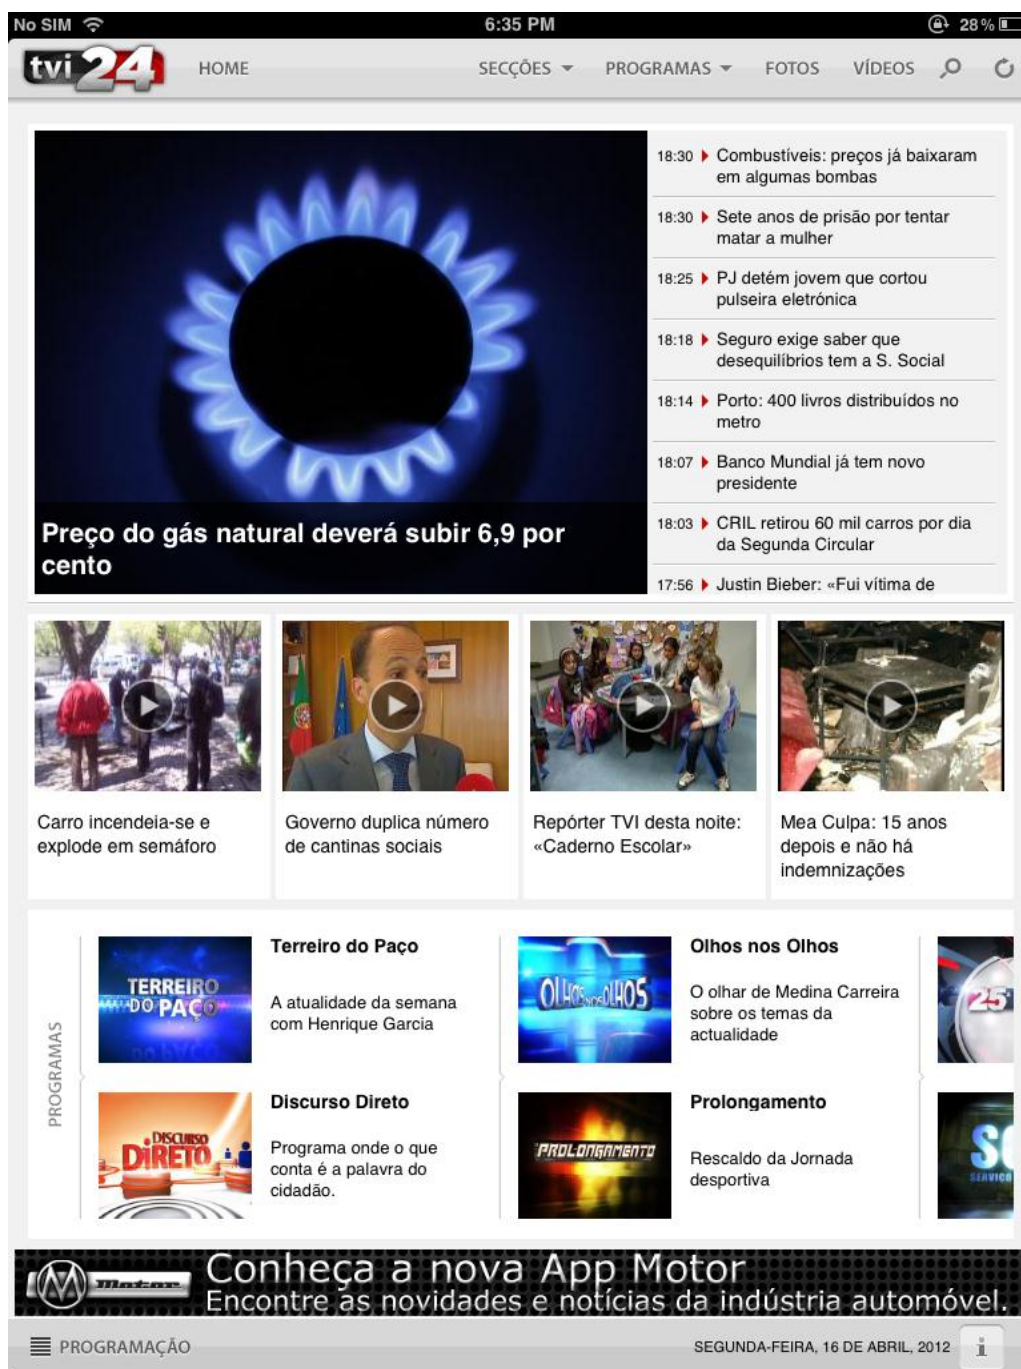 No SIM
6:35 PM
28%
tvi 24
HOME
SECÇÕES
PROGRAMAS
FOTOS
VÍDEOS
Preço do gás natural deverá subir 6,9 por
cento
18:30 Combustíveis: preços já baixaram
em algumas bombas
18:30 Sete anos de prisão por tentar
matar a mulher
18:25 PJ detém jovem que cortou
pulseira eletrónica
18:18 Seguro exige saber que
desequilíbrios tem a S. Social
18:14 Porto: 400 livros distribuídos no
metro
18:07 Banco Mundial já tem novo
presidente
18:03 CRIL retirou 60 mil carros por dia
da Segunda Circular
17:56 Justin Bieber: «Fui vítima de
Carro incendeia-se e
explode em semáforo
Governo duplica número
de cantinas sociais
Repórter TVI desta noite:
«Caderno Escolar»
Mea Culpa: 15 anos
depois e não há
indemnizações
PROGRAMAS
TERREIRO
DO PAÇO
Terreiro do Paço
A atualidade da semana
com Henrique Garcia
OLHOS NOS OLHOS
Olhos nos Olhos
O olhar de Medina Carreira
sobre os temas da
actualidade
25
DISCURSO
DiRETO
Discurso Direto
Programa onde o que
conta é a palavra do
cidadão.
PROLONGAMENTO
Prolongamento
Rescaldo da Jornada
desportiva
SERVICO
M Motor
Conheça a nova App Motor
Encontre as novidades e notícias da indústria automóvel.
PROGRAMAÇÃO
SEGUNDA-FEIRA, 16 DE ABRIL, 2012
i